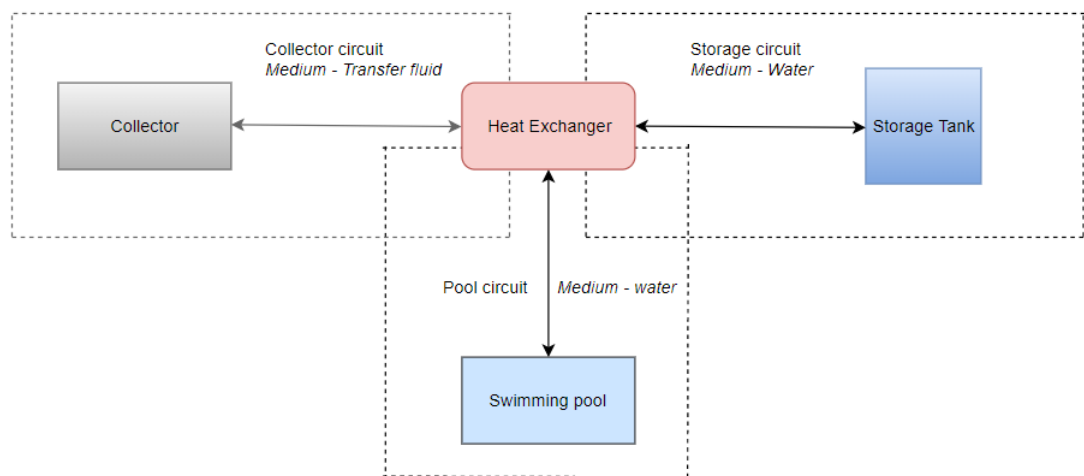 Collector circuit
Medium - Transfer fluid
Storage circuit
Medium - Water
Collector
Heat Exchanger
Storage Tank
Pool circuit
Medium - water
Swimming pool